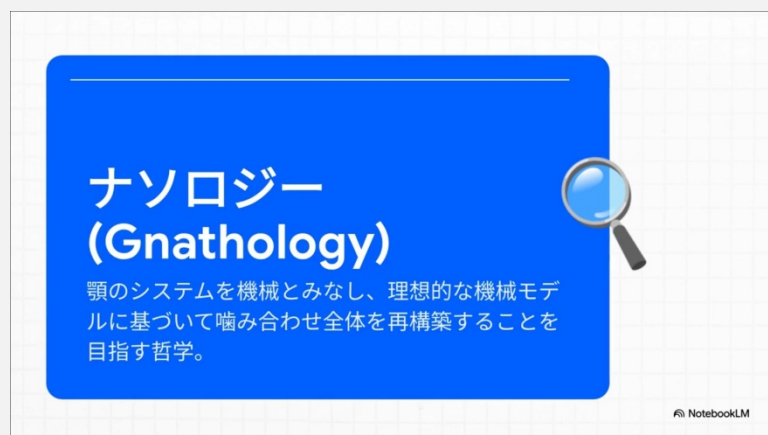 ナソロジー
(Gnathology)
顎のシステムを機械とみなし、理想的な機械モデ
ルに基づいて噛み合わせ全体を再構築することを
目指す哲学。
NotebookLM